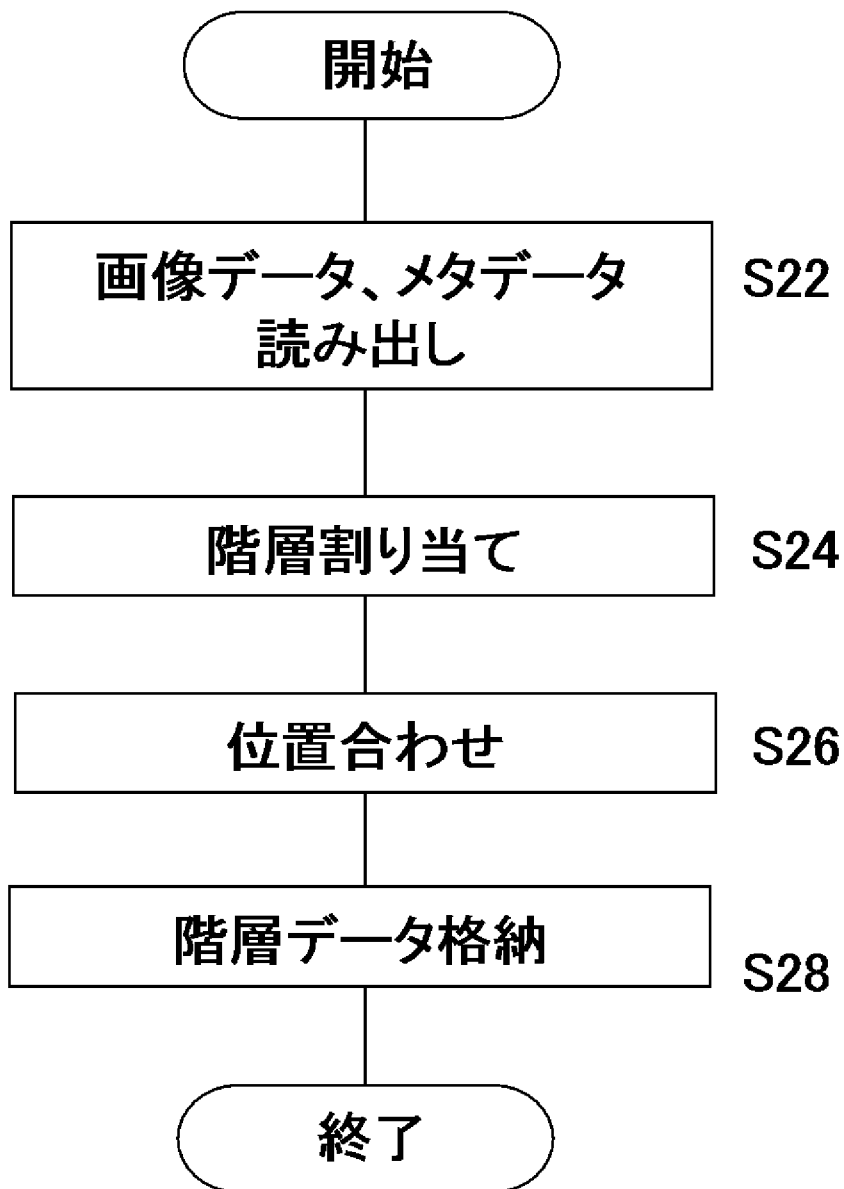 開始
画像データ、メタデータ
読み出し
S22
階層割り当て
S24
位置合わせ
S26
階層データ格納
S28
終了